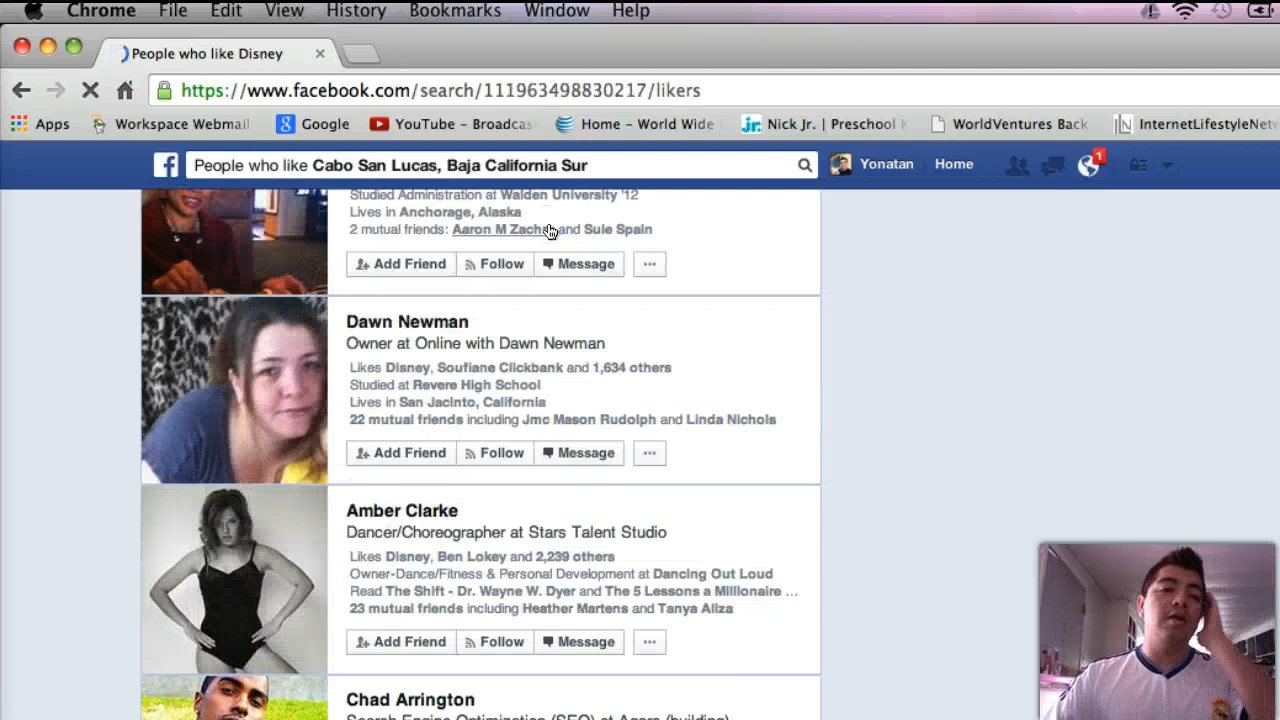 Chrome File Edit View History Bookmarks Window Help
People who like Disney
https://www.facebook.com/search/111963498830217/likers
Apps Workspace Webmail Google YouTube - Broadcas Home - World Wide Nick Jr. | Preschool WorldVentures Back InternetLifestyleNet
People who like Cabo San Lucas, Baja California Sur Yonatan Home 1
Studied Administration at Walden University '12
Lives in Anchorage, Alaska
2 mutual friends: Aaron M Zach and Sule Spain
Add Friend Follow Message ...
Dawn Newman
Owner at Online with Dawn Newman
Likes Disney, Soufiane Clickbank and 1,634 others
Studied at Revere High School
Lives in San Jacinto, California
22 mutual friends including Jmc Mason Rudolph and Linda Nichols
Add Friend Follow Message ...
Amber Clarke
Dancer/Choreographer at Stars Talent Studio
Likes Disney, Ben Lokey and 2,239 others
Owner-Dance/Fitness & Personal Development at Dancing Out Loud
Read The Shift - Dr. Wayne W. Dyer and The 5 Lessons a Millionaire ...
23 mutual friends including Heather Martens and Tanya Aliza
Add Friend Follow Message ...
Chad Arrington
Search Engine Optimization (SEO) at Agora (building)